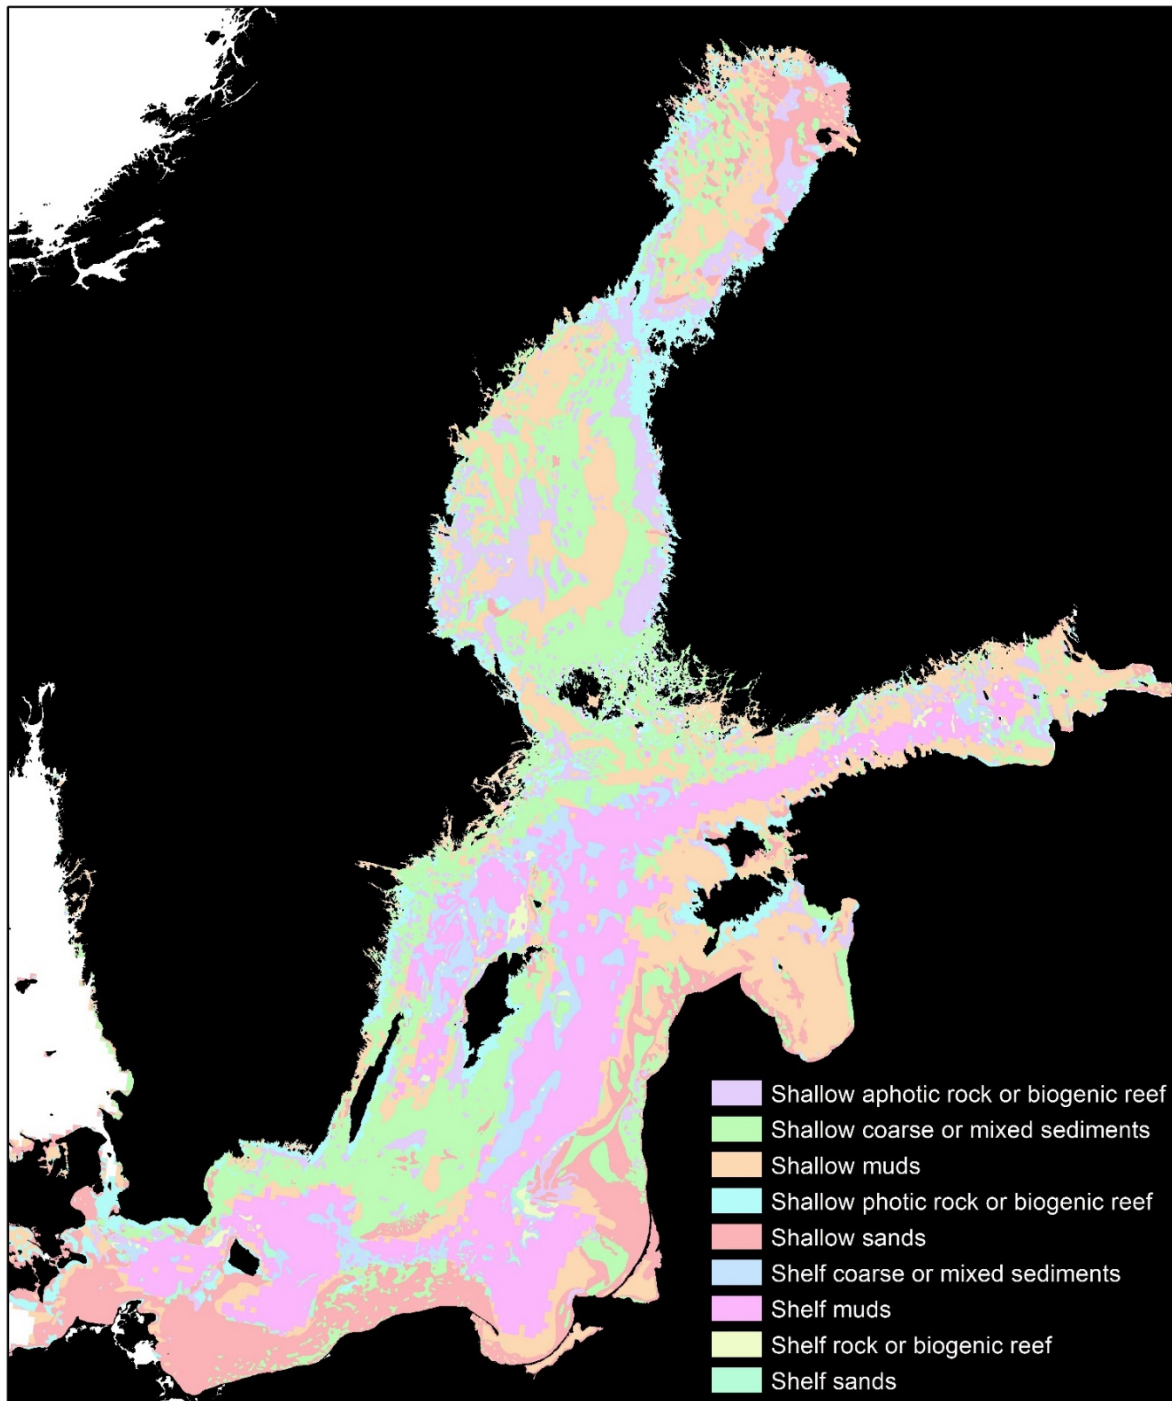 Shallow aphotic rock or biogenic reef
Shallow coarse or mixed sediments
Shallow muds
Shallow photic rock or biogenic reef
Shallow sands
Shelf coarse or mixed sediments
Shelf muds
Shelf rock or biogenic reef
Shelf sands